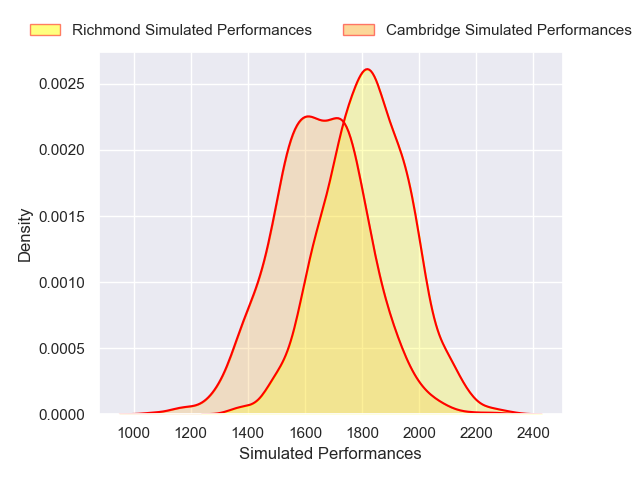 Richmond Simulated Performances Cambridge Simulated Performances
0.0025
0.0020
0.0015
0.0010
0.0005
0.0000
Density
1000 1200 1400 1600 1800 2000 2200 2400
Simulated Performances